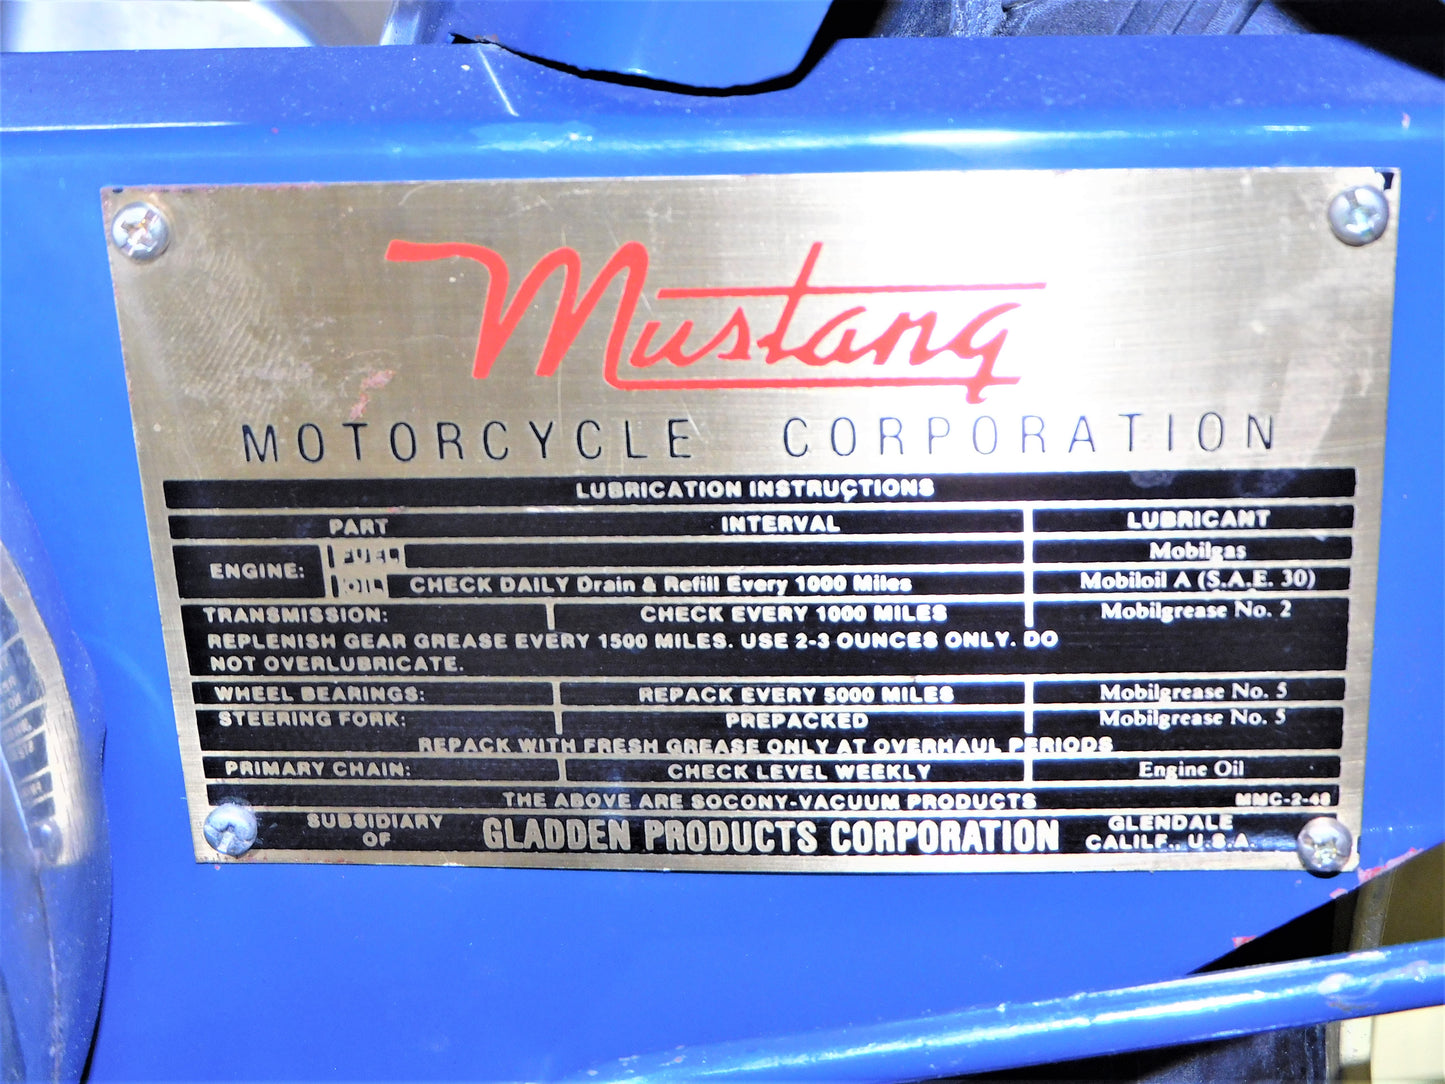 Mustang
MOTORCYCLE CORPORATION
LUBRICATION INSTRUCTIONS
PART INTERVAL LUBRICANT
ENGINE: FUEL Mobilgas
OIL CHECK DAILY Drain & Refill Every 1000 Miles Mobiloil A (S.A.E. 30)
TRANSMISSION: CHECK EVERY 1000 MILES Mobilgrease No. 2
REPLENISH GEAR GREASE EVERY 1500 MILES. USE 2-3 OUNCES ONLY. DO
NOT OVERLUBRICATE.
WHEEL BEARINGS: REPACK EVERY 5000 MILES Mobilgrease No. 5
STEERING FORK: PREPACKED Mobilgrease No. 5
REPACK WITH FRESH GREASE ONLY AT OVERHAUL PERIODS
PRIMARY CHAIN: CHECK LEVEL WEEKLY Engine Oil
THE ABOVE ARE SOCONY-VACUUM PRODUCTS MMC-2-48
SUBSIDIARY
OF
GLADDEN PRODUCTS CORPORATION
GLENDALE
CALILF., U.S.A.